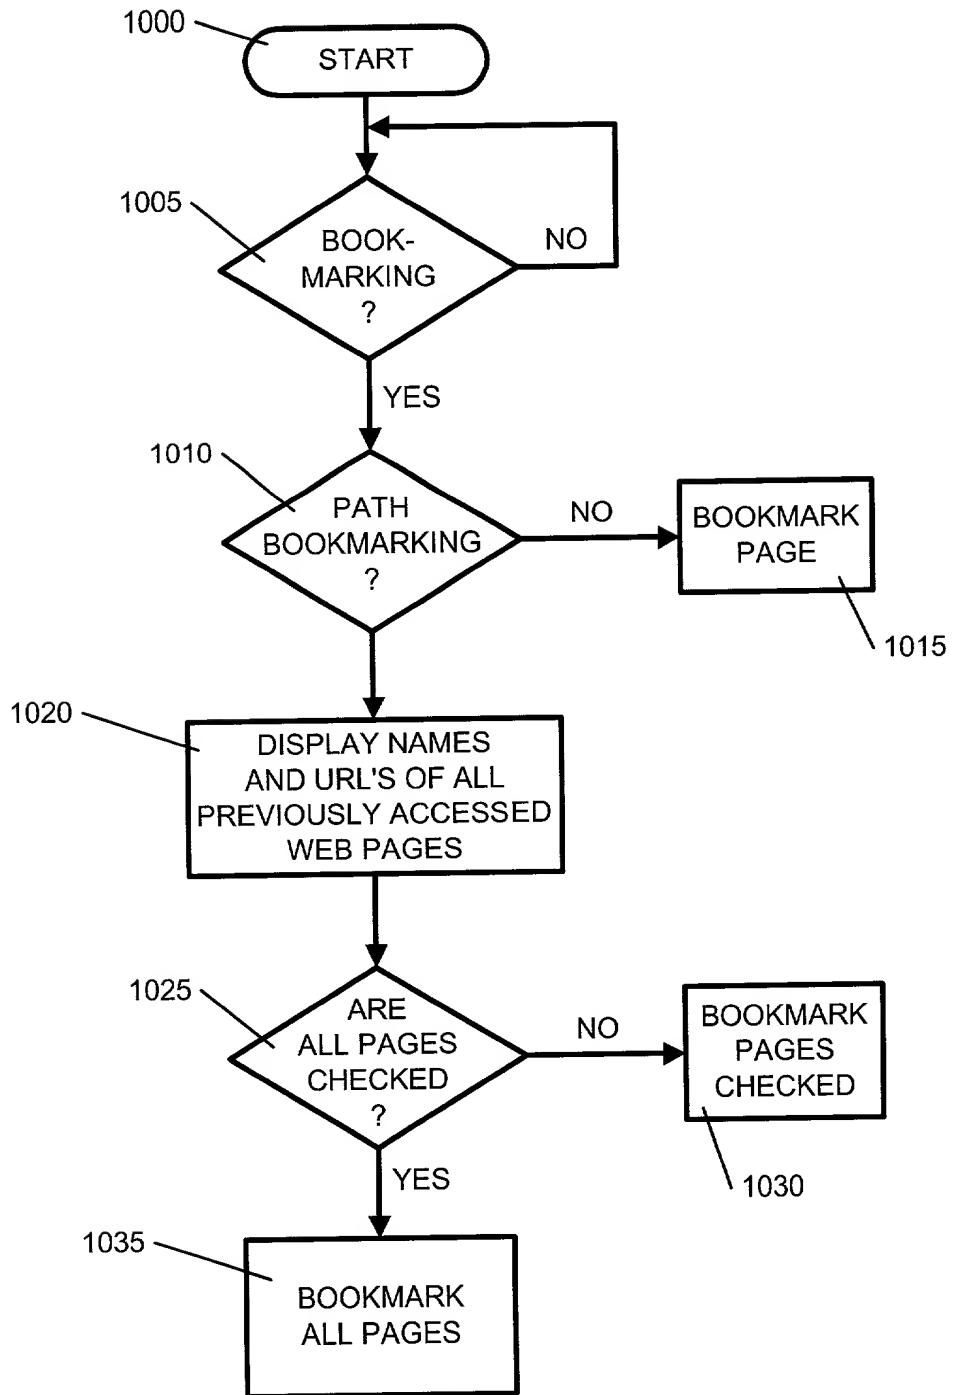 1000
START
1005
BOOK-
MARKING
?
NO
YES
1010
PATH
BOOKMARKING
?
NO
BOOKMARK
PAGE
1015
1020
DISPLAY NAMES
AND URL'S OF ALL
PREVIOUSLY ACCESSED
WEB PAGES
1025
ARE
ALL PAGES
CHECKED
?
NO
BOOKMARK
PAGES
CHECKED
1030
YES
1035
BOOKMARK
ALL PAGES